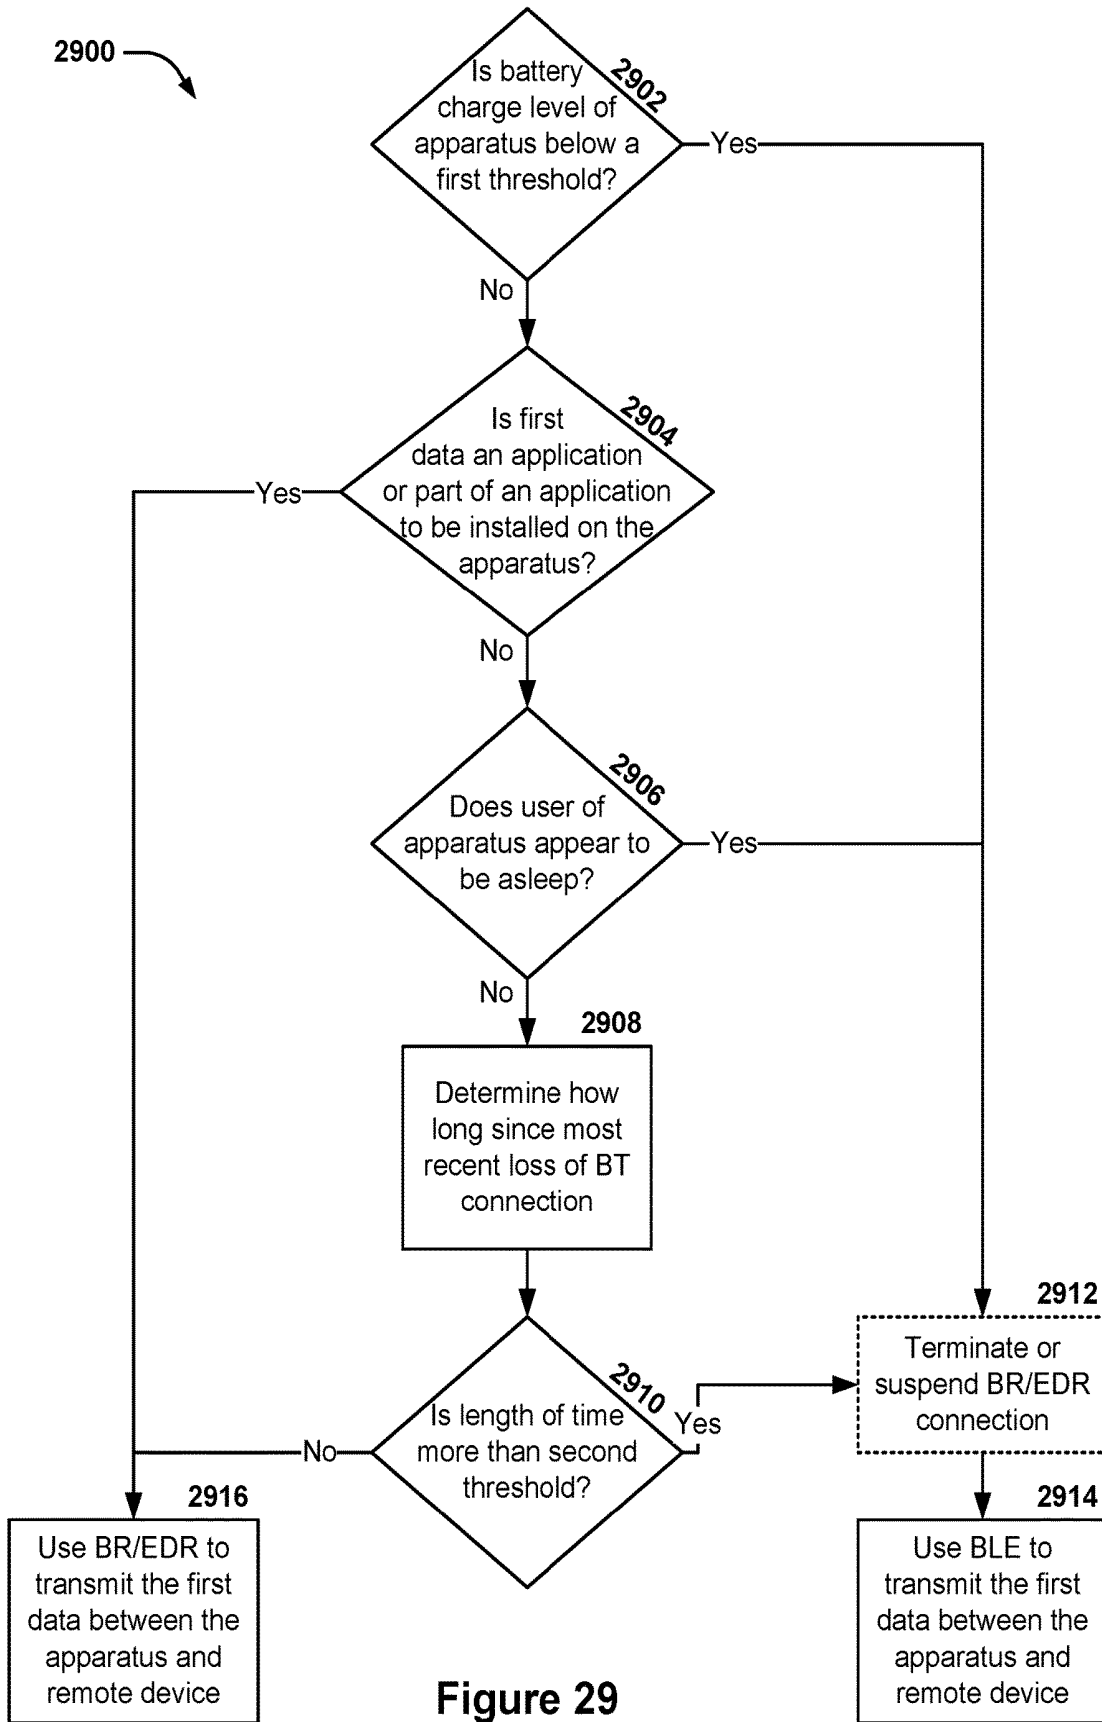 2900
2902
Is battery
charge level of
apparatus below a
first threshold?
Yes
No
2904
Is first
data an application
or part of an application
to be installed on the
apparatus?
Yes
No
2906
Does user of
apparatus appear to
be asleep?
Yes
No
2908
Determine how
long since most
recent loss of BT
connection
2910
Is length of time
more than second
threshold?
Yes
No
2912
Terminate or
suspend BR/EDR
connection
2916
Use BR/EDR to
transmit the first
data between the
apparatus and
remote device
2914
Use BLE to
transmit the first
data between the
apparatus and
remote device
Figure 29